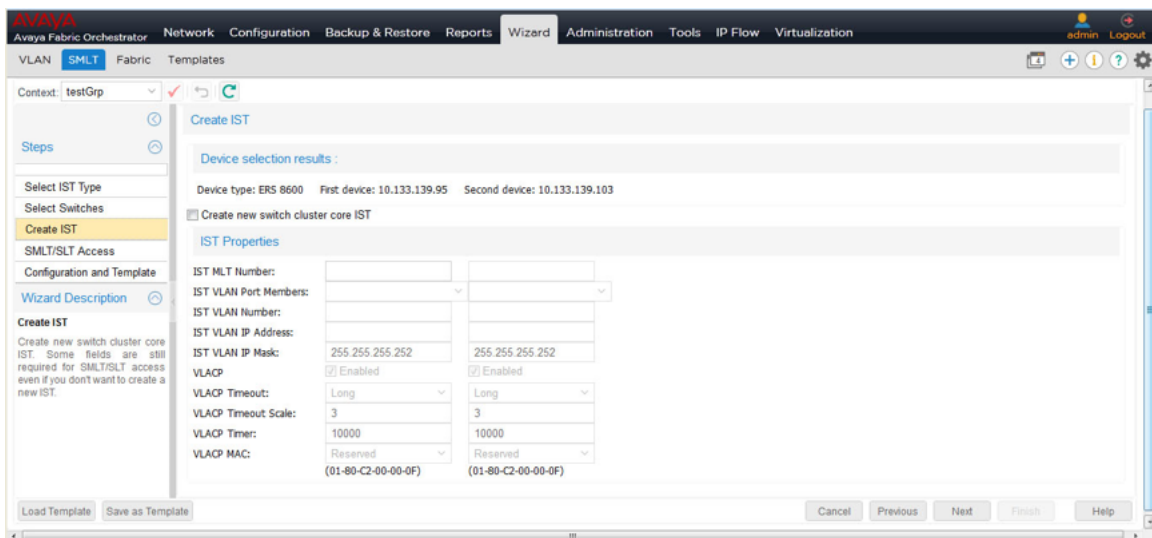 AVAYA
Avaya Fabric Orchestrator Network Configuration Backup & Restore Reports Wizard Administration Tools IP Flow Virtualization admin Logout
VLAN SMLT Fabric Templates
Context: testGrp
Create IST
Steps
Select IST Type
Select Switches
Create IST
SMLT/SLT Access
Configuration and Template
Wizard Description
Create IST
Create new switch cluster core
IST. Some fields are still
required for SMLT/SLT access
even if you don't want to create a
new IST.
Device selection results :
Device type: ERS 8600 First device: 10.133.139.95 Second device: 10.133.139.103
Create new switch cluster core IST
IST Properties
IST MLT Number:
IST VLAN Port Members:
IST VLAN Number:
IST VLAN IP Address:
IST VLAN IP Mask: 255.255.255.252 255.255.255.252
VLACP Enabled Enabled
VLACP Timeout: Long Long
VLACP Timeout Scale: 3 3
VLACP Timer: 10000 10000
VLACP MAC: Reserved Reserved
(01-80-C2-00-00-0F) (01-80-C2-00-00-0F)
Load Template Save as Template Cancel Previous Next Finish Help